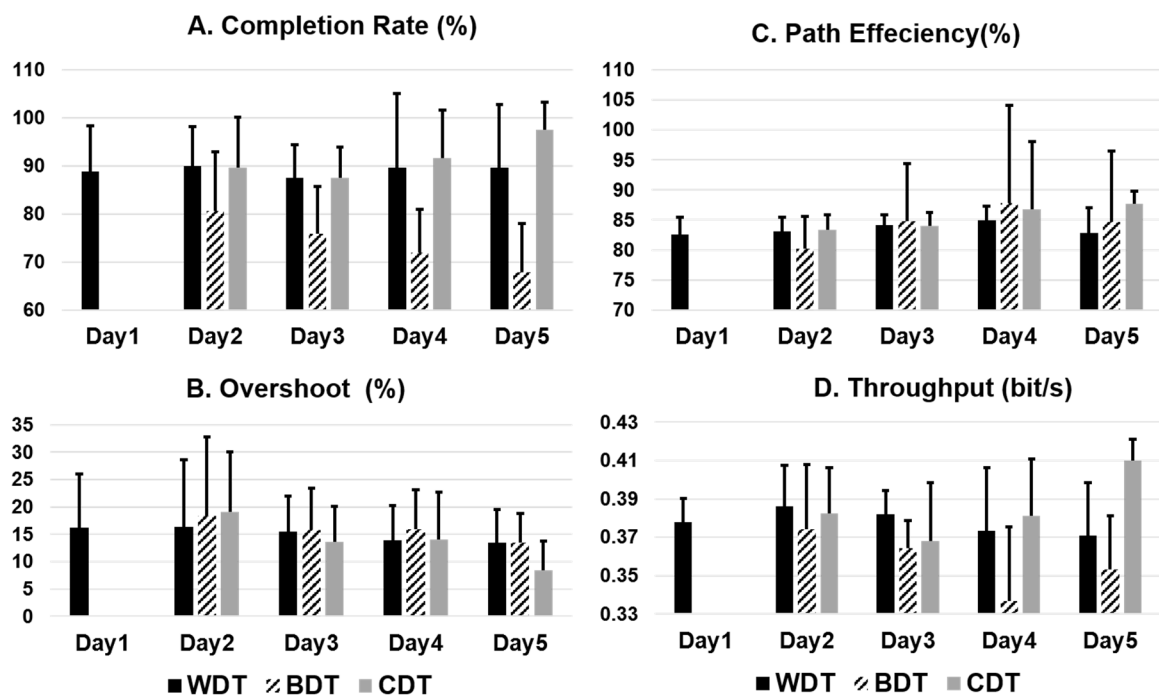 A. Completion Rate (%)
110
100
90
80
70
60
Day1 Day2 Day3 Day4 Day5
B. Overshoot (%)
35
30
25
20
15
10
5
0
Day1 Day2 Day3 Day4 Day5
WDT BDT CDT
C. Path Effeciency(%)
110
105
100
95
90
85
80
75
70
Day1 Day2 Day3 Day4 Day5
D. Throughput (bit/s)
0.43
0.41
0.39
0.37
0.35
0.33
Day1 Day2 Day3 Day4 Day5
WDT BDT CDT